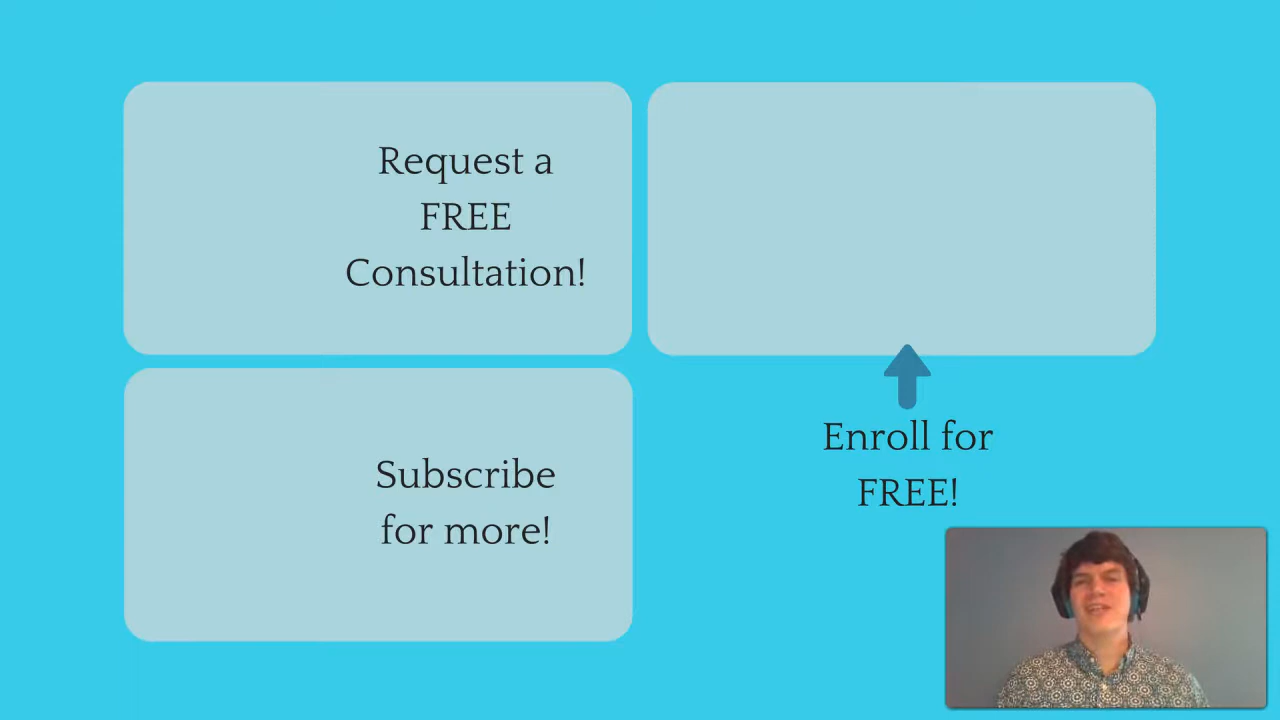 Request a
FREE
Consultation!
Subscribe
for more!
Enroll for
FREE!